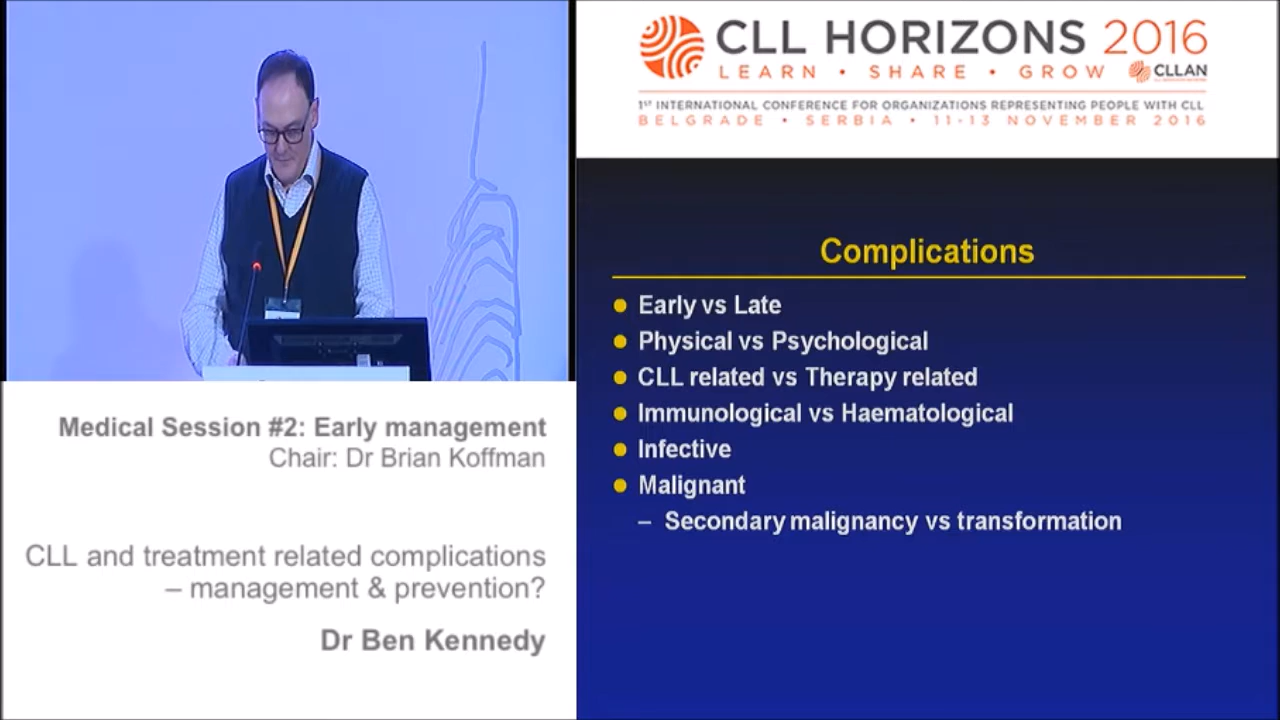 CLL HORIZONS 2016
LEARN • SHARE • GROW
CLLAN
1ST INTERNATIONAL CONFERENCE FOR ORGANIZATIONS REPRESENTING PEOPLE WITH CLL
BELGRADE • SERBIA • 11-13 NOVEMBER 2016
Complications
Early vs Late
Physical vs Psychological
CLL related vs Therapy related
Immunological vs Haematological
Infective
Malignant
– Secondary malignancy vs transformation
Medical Session #2: Early management
Chair: Dr Brian Koffman
CLL and treatment related complications
– management & prevention?
Dr Ben Kennedy